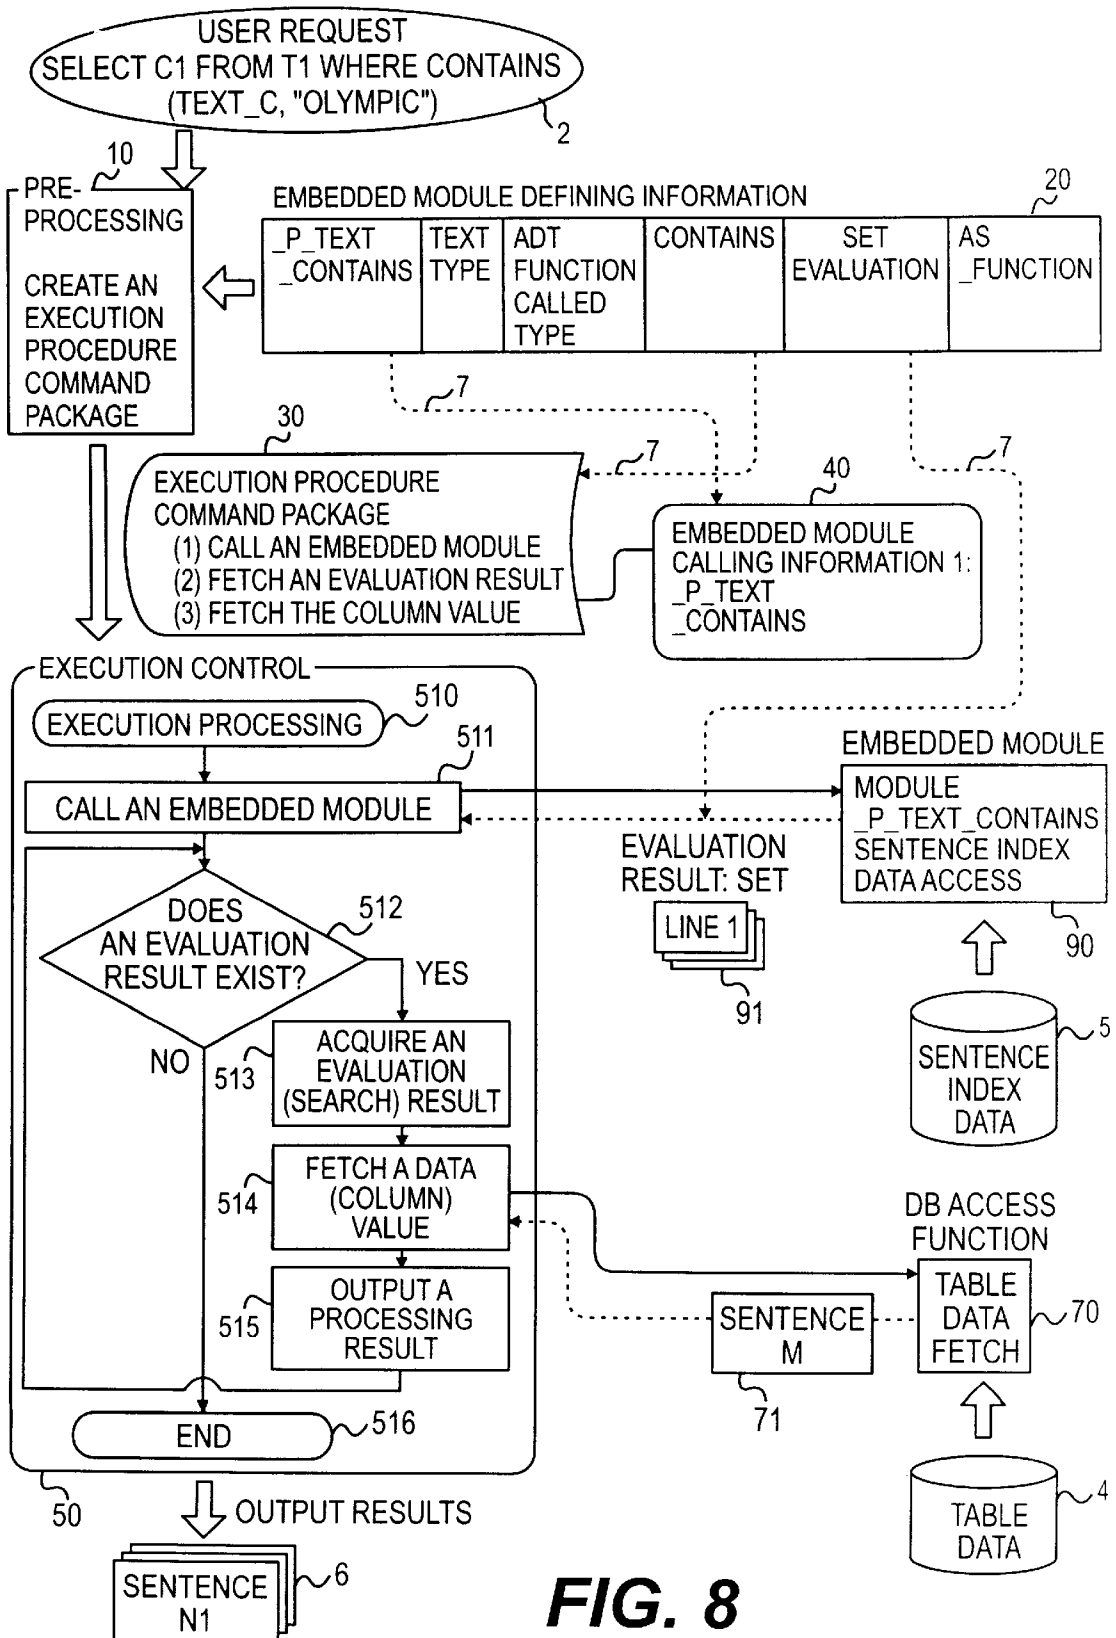 USER REQUEST
SELECT C1 FROM T1 WHERE CONTAINS
(TEXT_C, "OLYMPIC")
2
10
PRE-
PROCESSING
CREATE AN
EXECUTION
PROCEDURE
COMMAND
PACKAGE
EMBEDDED MODULE DEFINING INFORMATION
20
_P_TEXT
_CONTAINS
TEXT
TYPE
ADT
FUNCTION
CALLED
TYPE
CONTAINS
SET
EVALUATION
AS
_FUNCTION
7
7
7
30
EXECUTION PROCEDURE
COMMAND PACKAGE
(1) CALL AN EMBEDDED MODULE
(2) FETCH AN EVALUATION RESULT
(3) FETCH THE COLUMN VALUE
40
EMBEDDED MODULE
CALLING INFORMATION 1:
_P_TEXT
_CONTAINS
EXECUTION CONTROL
EXECUTION PROCESSING
510
511
CALL AN EMBEDDED MODULE
EMBEDDED MODULE
MODULE
_P_TEXT_CONTAINS
SENTENCE INDEX
DATA ACCESS
90
EVALUATION
RESULT: SET
LINE 1
91
DOES
AN EVALUATION
RESULT EXIST?
512
YES
NO
513
ACQUIRE AN
EVALUATION
(SEARCH) RESULT
5
SENTENCE
INDEX
DATA
514
FETCH A DATA
(COLUMN)
VALUE
DB ACCESS
FUNCTION
TABLE
DATA
FETCH
70
515
OUTPUT A
PROCESSING
RESULT
SENTENCE
M
71
END
516
50
OUTPUT RESULTS
4
TABLE
DATA
SENTENCE
N1
6
FIG. 8